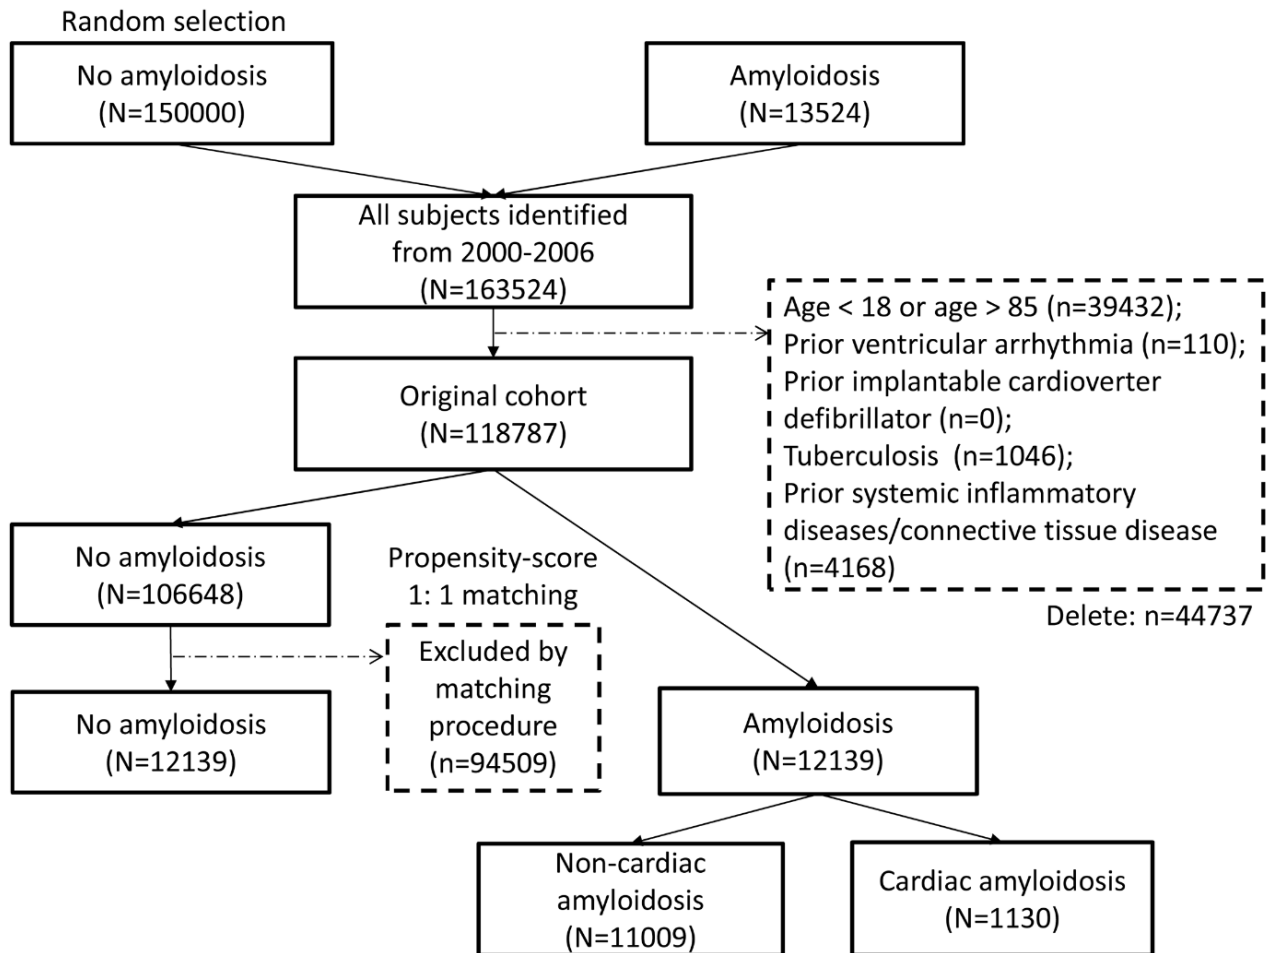 Random selection
No amyloidosis
(N=150000)
Amyloidosis
(N=13524)
All subjects identified
from 2000-2006
(N=163524)
Age < 18 or age > 85 (n=39432);
Prior ventricular arrhythmia (n=110);
Prior implantable cardioverter
defibrillator (n=0);
Tuberculosis  (n=1046);
Prior systemic inflammatory
diseases/connective tissue disease
(n=4168)
Delete: n=44737
Original cohort
(N=118787)
No amyloidosis
(N=106648)
Propensity-score
1: 1 matching
Excluded by
matching
procedure
(n=94509)
No amyloidosis
(N=12139)
Amyloidosis
(N=12139)
Non-cardiac
amyloidosis
(N=11009)
Cardiac amyloidosis
(N=1130)